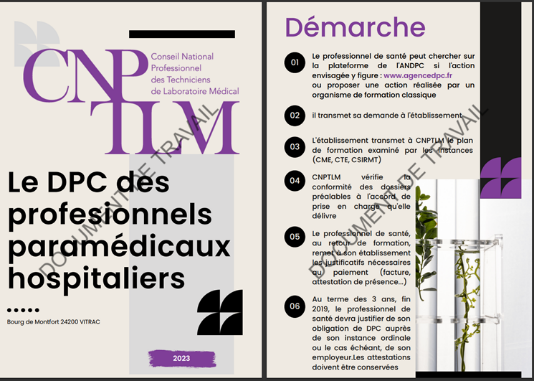 CNP
TLM
Conseil National
Professionnel
des Techniciens
de Laboratoire Médical
Le DPC des
profesionnels
paramédicaux
hospitaliers
Bourg de Montfort 24200 VITRAC
2023
DOCUMENT DE TRAVAIL
Démarche
01
Le professionnel de santé peut chercher sur
la plateforme de l'ANDPC si l'action
envisagée y figure : www.agencedpc.fr
ou proposer une action réalisée par un
organisme de formation classique
02
il transmet sa demande à l'établissement
03
L'établissement transmet à CNPTLM le plan
de formation examiné par les instances
(CME, CTE, CSIRMT)
04
CNPTLM vérifie la
conformité des dossiers
préalables à l'accord de
prise en charge qu'elle
délivre
05
Le professionnel de santé,
au retour de formation,
remet à son établissement
les justificatifs nécessaires
au paiement (facture,
attestation de présence...)
06
Au terme des 3 ans, fin
2019, le professionnel de
santé devra justifier de son
obligation de DPC auprès
de son instance ordinale
ou le cas échéant, de son
employeur.Les attestations
doivent être conservées
DOCUMENT DE TRAVAIL